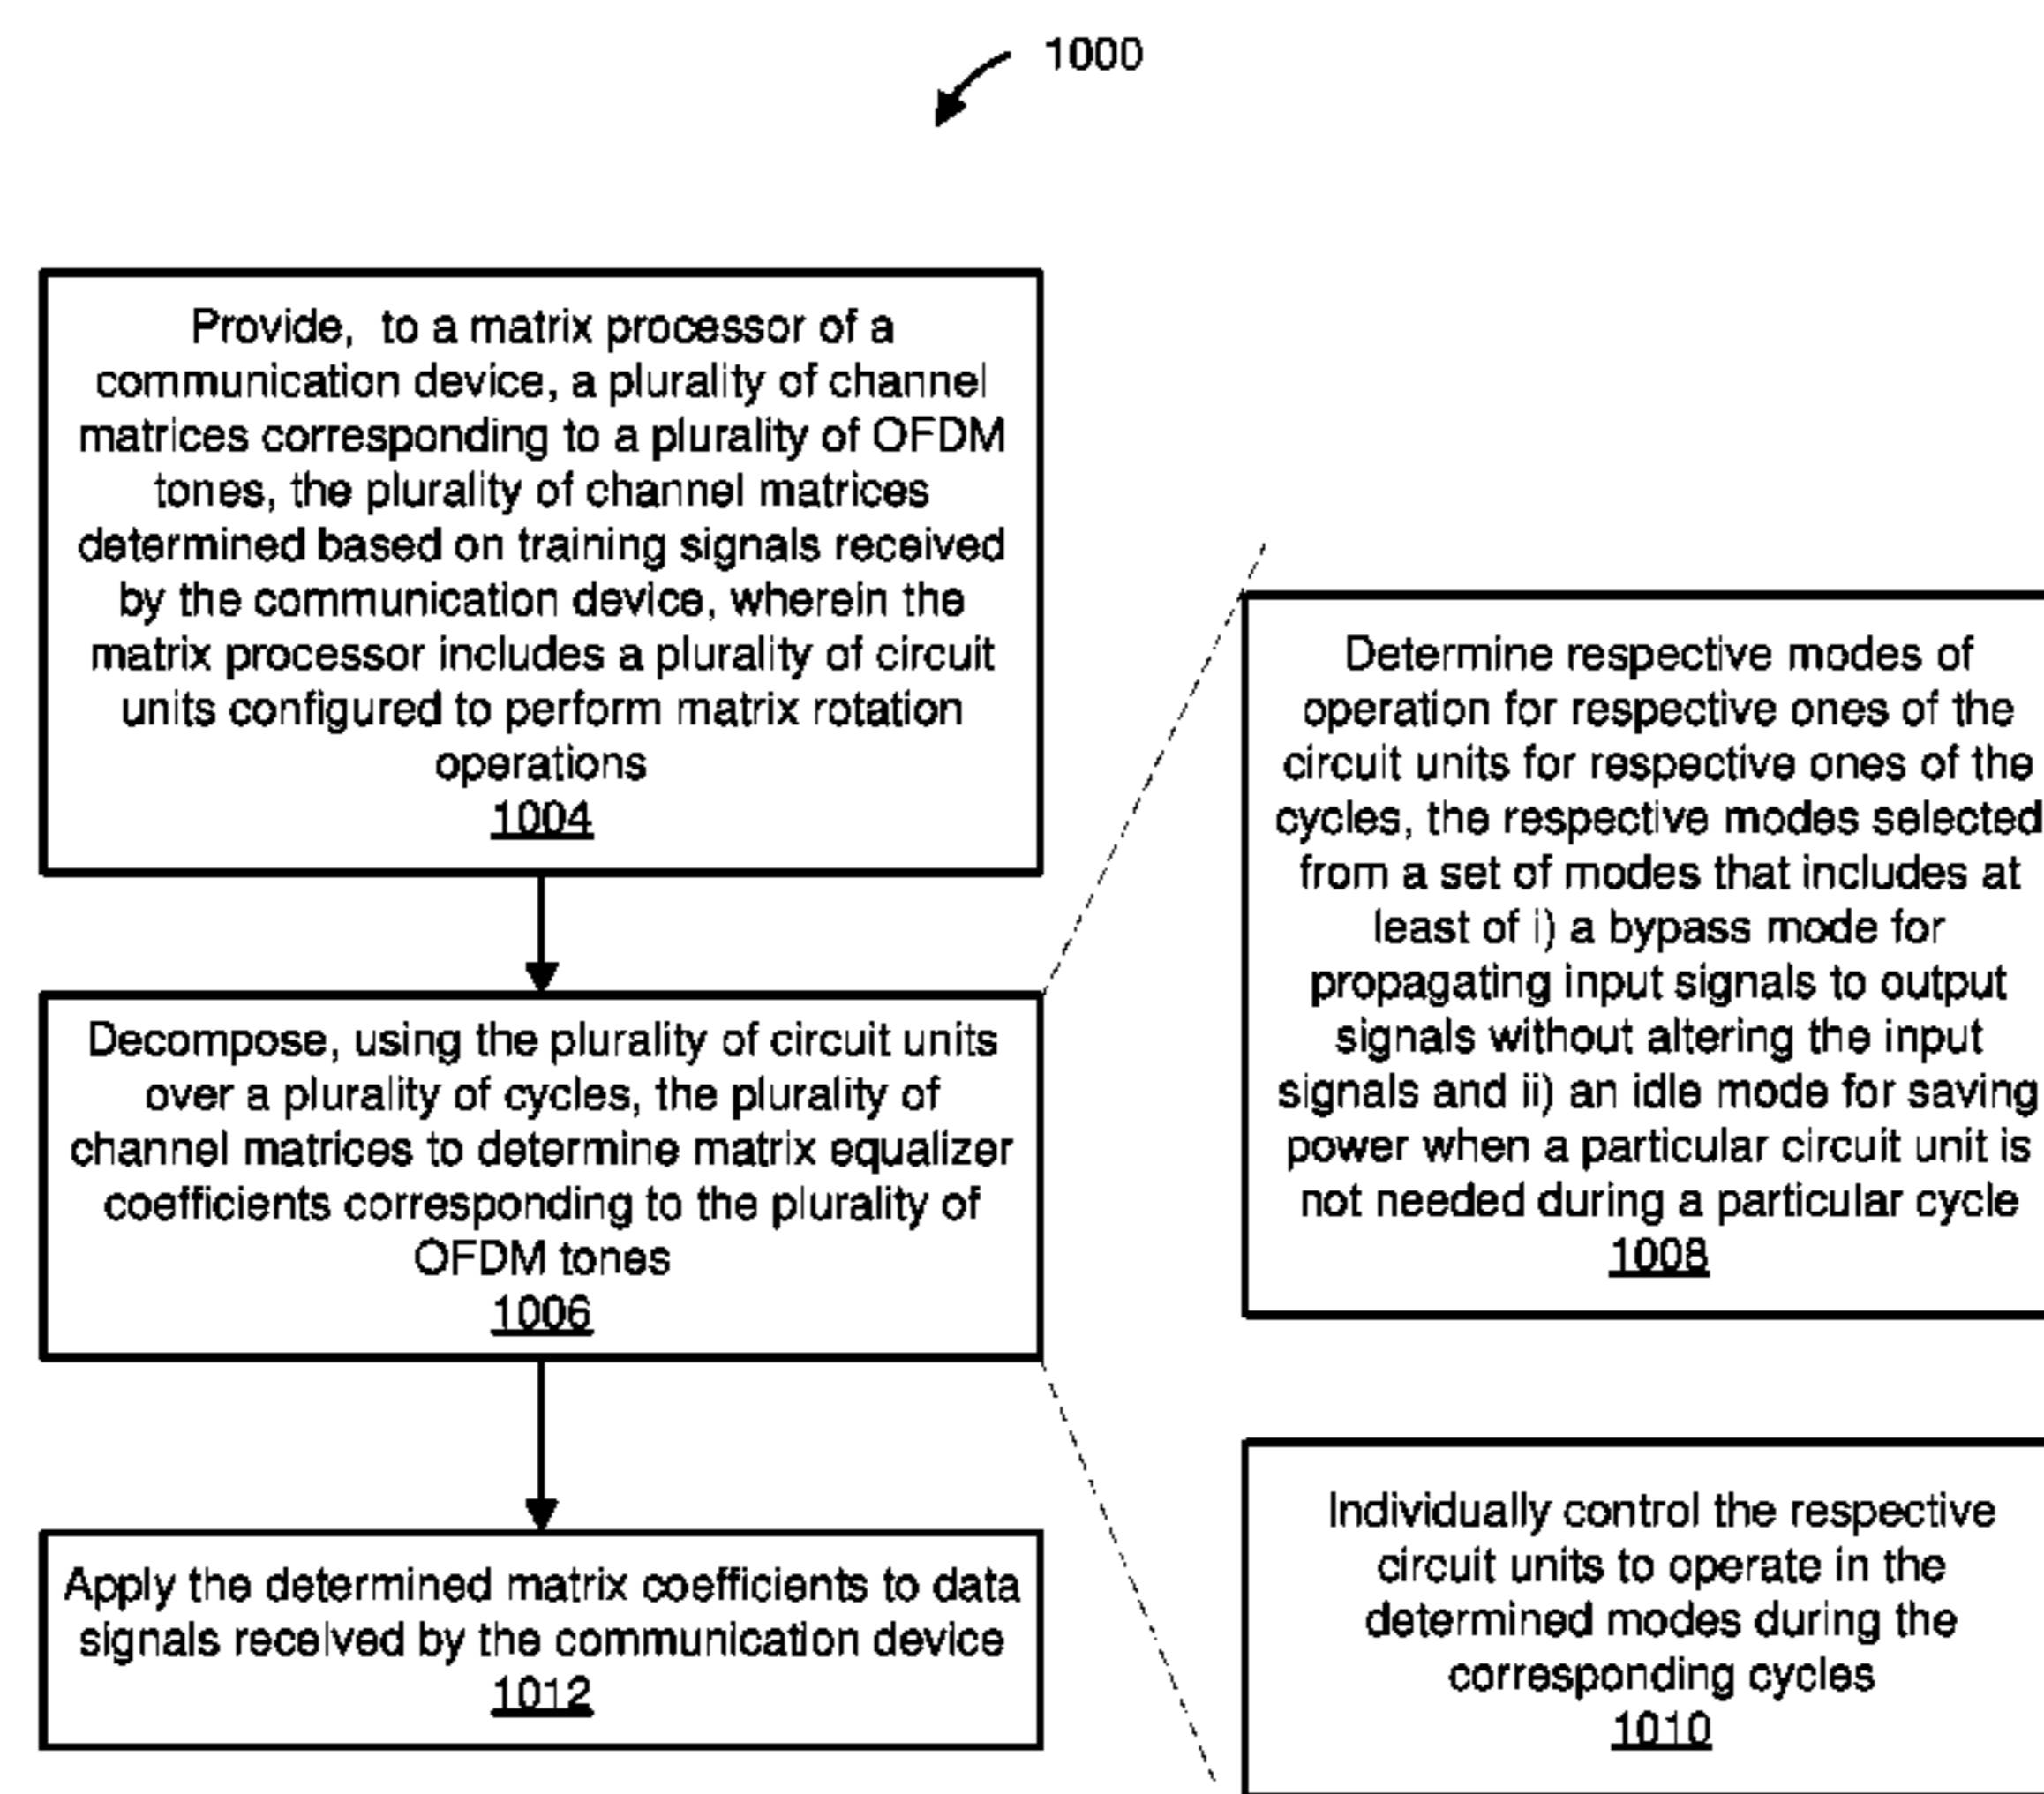 1000
Provide, to a matrix processor of a
communication device, a plurality of channel
matrices corresponding to a plurality of OFDM
tones, the plurality of channel matrices
determined based on training signals received
by the communication device, wherein the
matrix processor includes a plurality of circuit
units configured to perform matrix rotation
operations
1004
Decompose, using the plurality of circuit units
over a plurality of cycles, the plurality of
channel matrices to determine matrix equalizer
coefficients corresponding to the plurality of
OFDM tones
1006
Apply the determined matrix coefficients to data
signals received by the communication device
1012
Determine respective modes of
operation for respective ones of the
circuit units for respective ones of the
cycles, the respective modes selected
from a set of modes that includes at
least of i) a bypass mode for
propagating input signals to output
signals without altering the input
signals and ii) an idle mode for saving
power when a particular circuit unit is
not needed during a particular cycle
1008
Individually control the respective
circuit units to operate in the
determined modes during the
corresponding cycles
1010